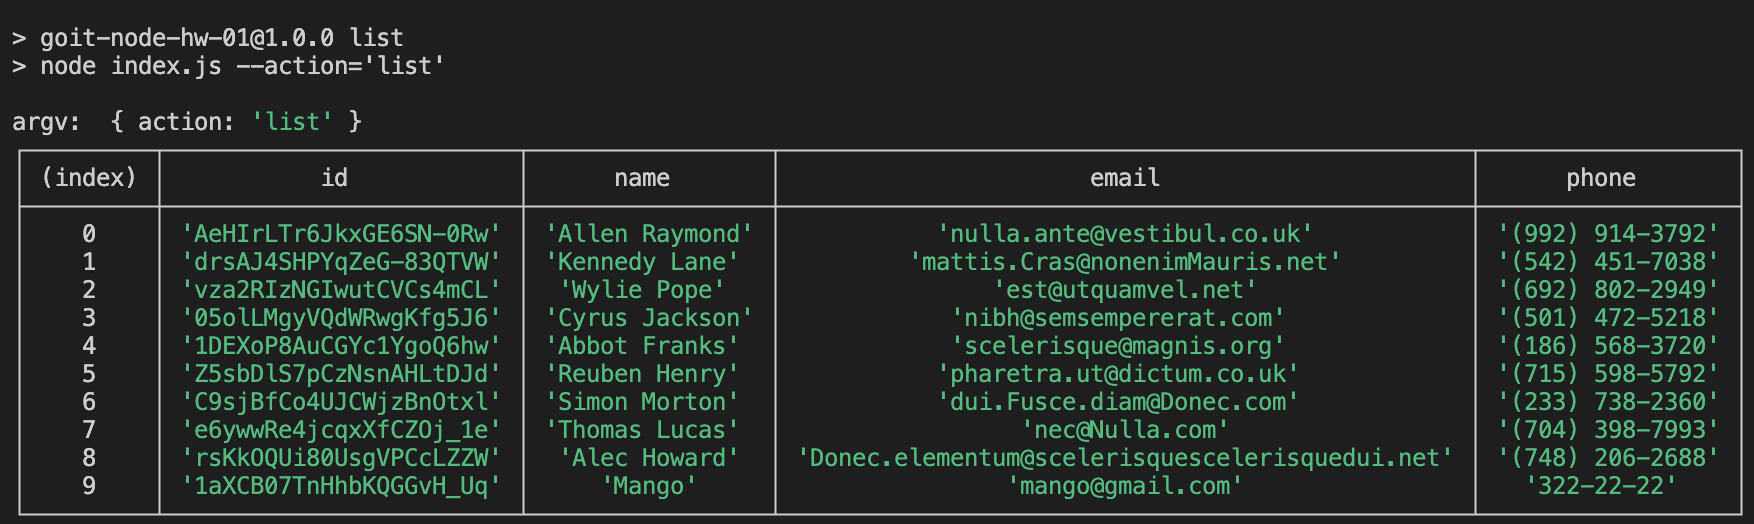 > goit-node-hw-01@1.0.0 list
> node index.js --action='list'
argv:  { action: 'list' }
(index) id name email phone
0 'AeHIrLTr6JkxGE6SN-0Rw' 'Allen Raymond' 'nulla.ante@vestibul.co.uk' '(992) 914-3792'
1 'drsAJ4SHPYqZeG-83QTVW' 'Kennedy Lane' 'mattis.Cras@nonenimMauris.net' '(542) 451-7038'
2 'vza2RIzNGIwutCVCs4mCL' 'Wylie Pope' 'est@utquamvel.net' '(692) 802-2949'
3 '05olLMgyVQdWRwgKfg5J6' 'Cyrus Jackson' 'nibh@semsempererat.com' '(501) 472-5218'
4 '1DEXoP8AuCGYc1YgoQ6hw' 'Abbot Franks' 'scelerisque@magnis.org' '(186) 568-3720'
5 'Z5sbDlS7pCzNsnAHLtDJd' 'Reuben Henry' 'pharetra.ut@dictum.co.uk' '(715) 598-5792'
6 'C9sjBfCo4UJCWjzBnOtxl' 'Simon Morton' 'dui.Fusce.diam@Donec.com' '(233) 738-2360'
7 'e6ywwRe4jcqxXfCZOj_1e' 'Thomas Lucas' 'nec@Nulla.com' '(704) 398-7993'
8 'rsKkOQUi80UsgVPCcLZZW' 'Alec Howard' 'Donec.elementum@scelerisquescelerisquedui.net' '(748) 206-2688'
9 '1aXCB07TnHhbKQGGvH_Uq' 'Mango' 'mango@gmail.com' '322-22-22'